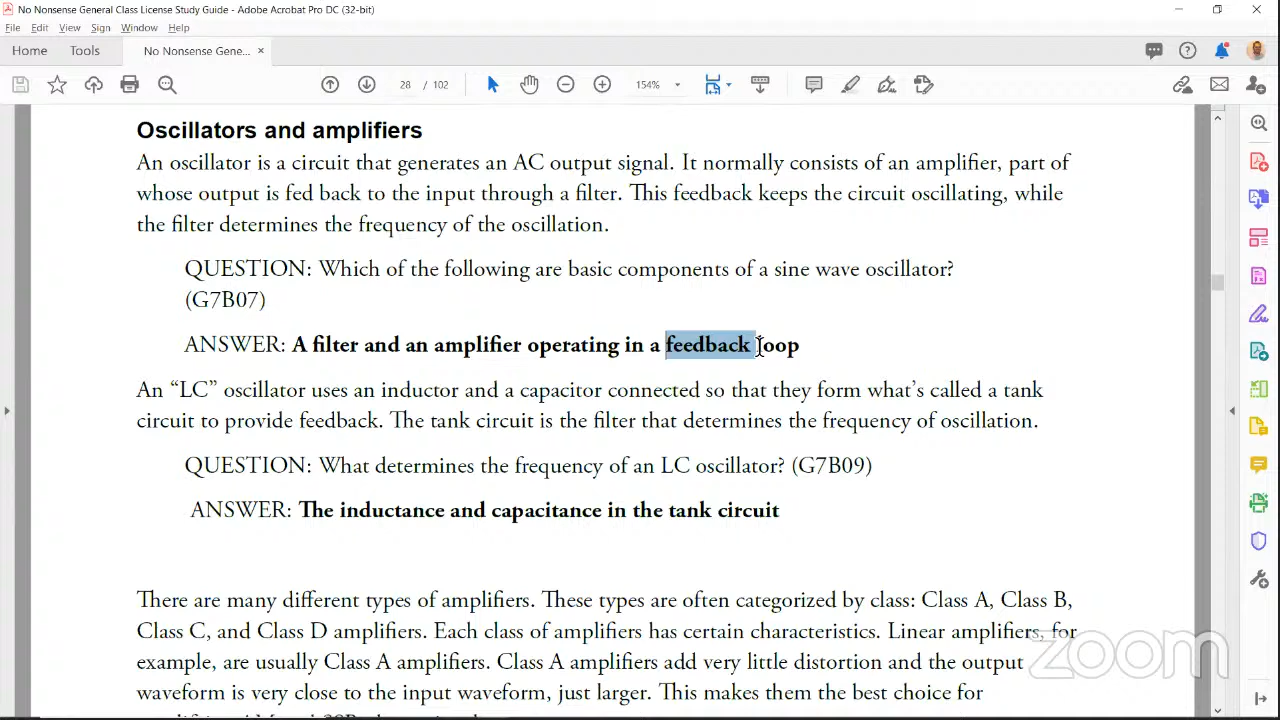 No Nonsense General Class License Study Guide - Adobe Acrobat Pro DC (32-bit)
File Edit View Sign Window Help
Home Tools No Nonsense Gene... ×
28 / 102 154%
Oscillators and amplifiers
An oscillator is a circuit that generates an AC output signal. It normally consists of an amplifier, part of
whose output is fed back to the input through a filter. This feedback keeps the circuit oscillating, while
the filter determines the frequency of the oscillation.
QUESTION: Which of the following are basic components of a sine wave oscillator?
(G7B07)
ANSWER: A filter and an amplifier operating in a feedback loop
An “LC” oscillator uses an inductor and a capacitor connected so that they form what’s called a tank
circuit to provide feedback. The tank circuit is the filter that determines the frequency of oscillation.
QUESTION: What determines the frequency of an LC oscillator? (G7B09)
ANSWER: The inductance and capacitance in the tank circuit
There are many different types of amplifiers. These types are often categorized by class: Class A, Class B,
Class C, and Class D amplifiers. Each class of amplifiers has certain characteristics. Linear amplifiers, for
example, are usually Class A amplifiers. Class A amplifiers add very little distortion and the output
waveform is very close to the input waveform, just larger. This makes them the best choice for
zoom